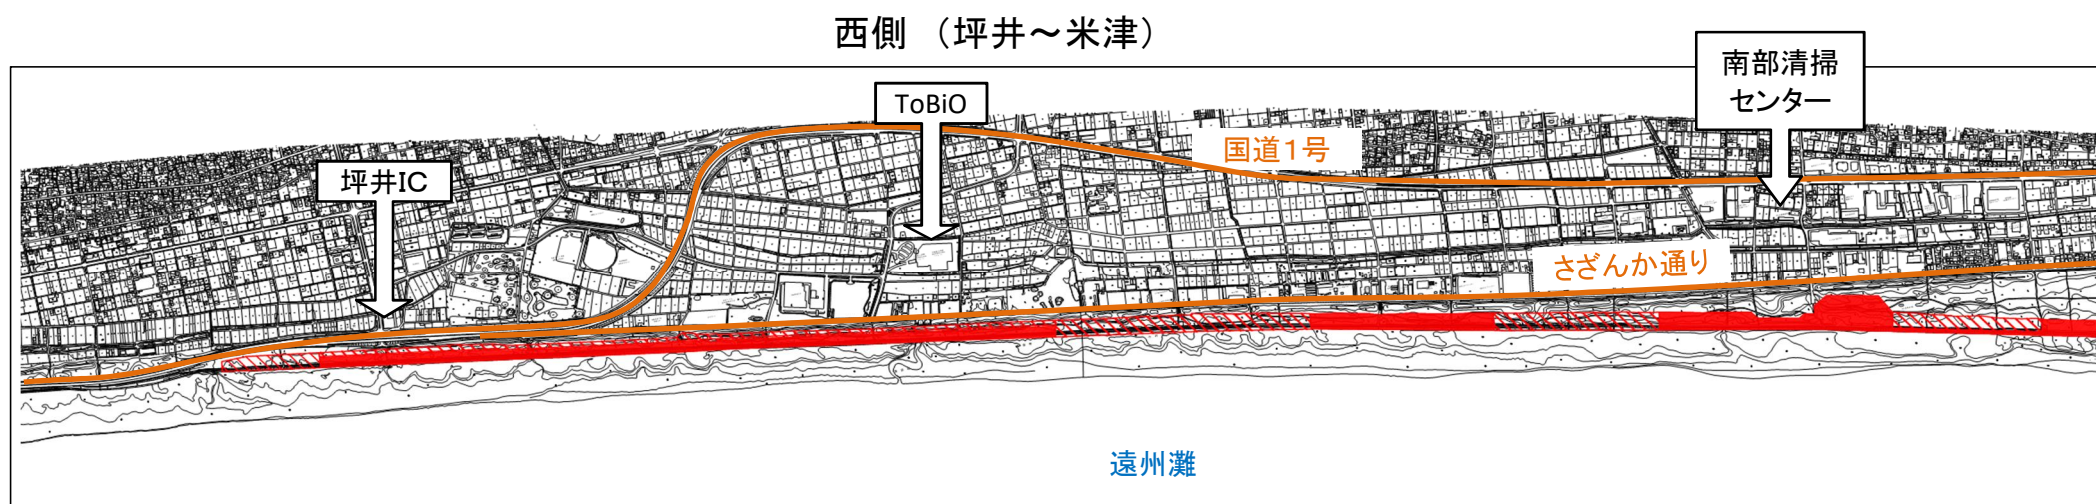 西側 （坪井～米津）
南部清掃
センター
ToBiO
国道1号
坪井IC
さざんか通り
遠州灘